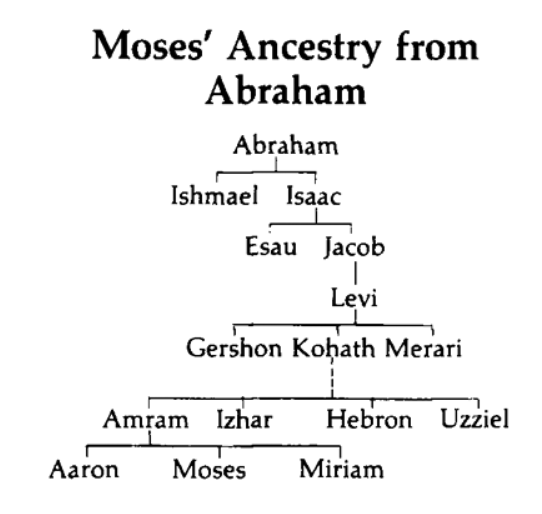 Moses' Ancestry from
Abraham
Abraham
Ishmael Isaac
Esau Jacob
Levi
Gershon Kohath Merari
Amram Izhar Hebron Uzziel
Aaron Moses Miriam